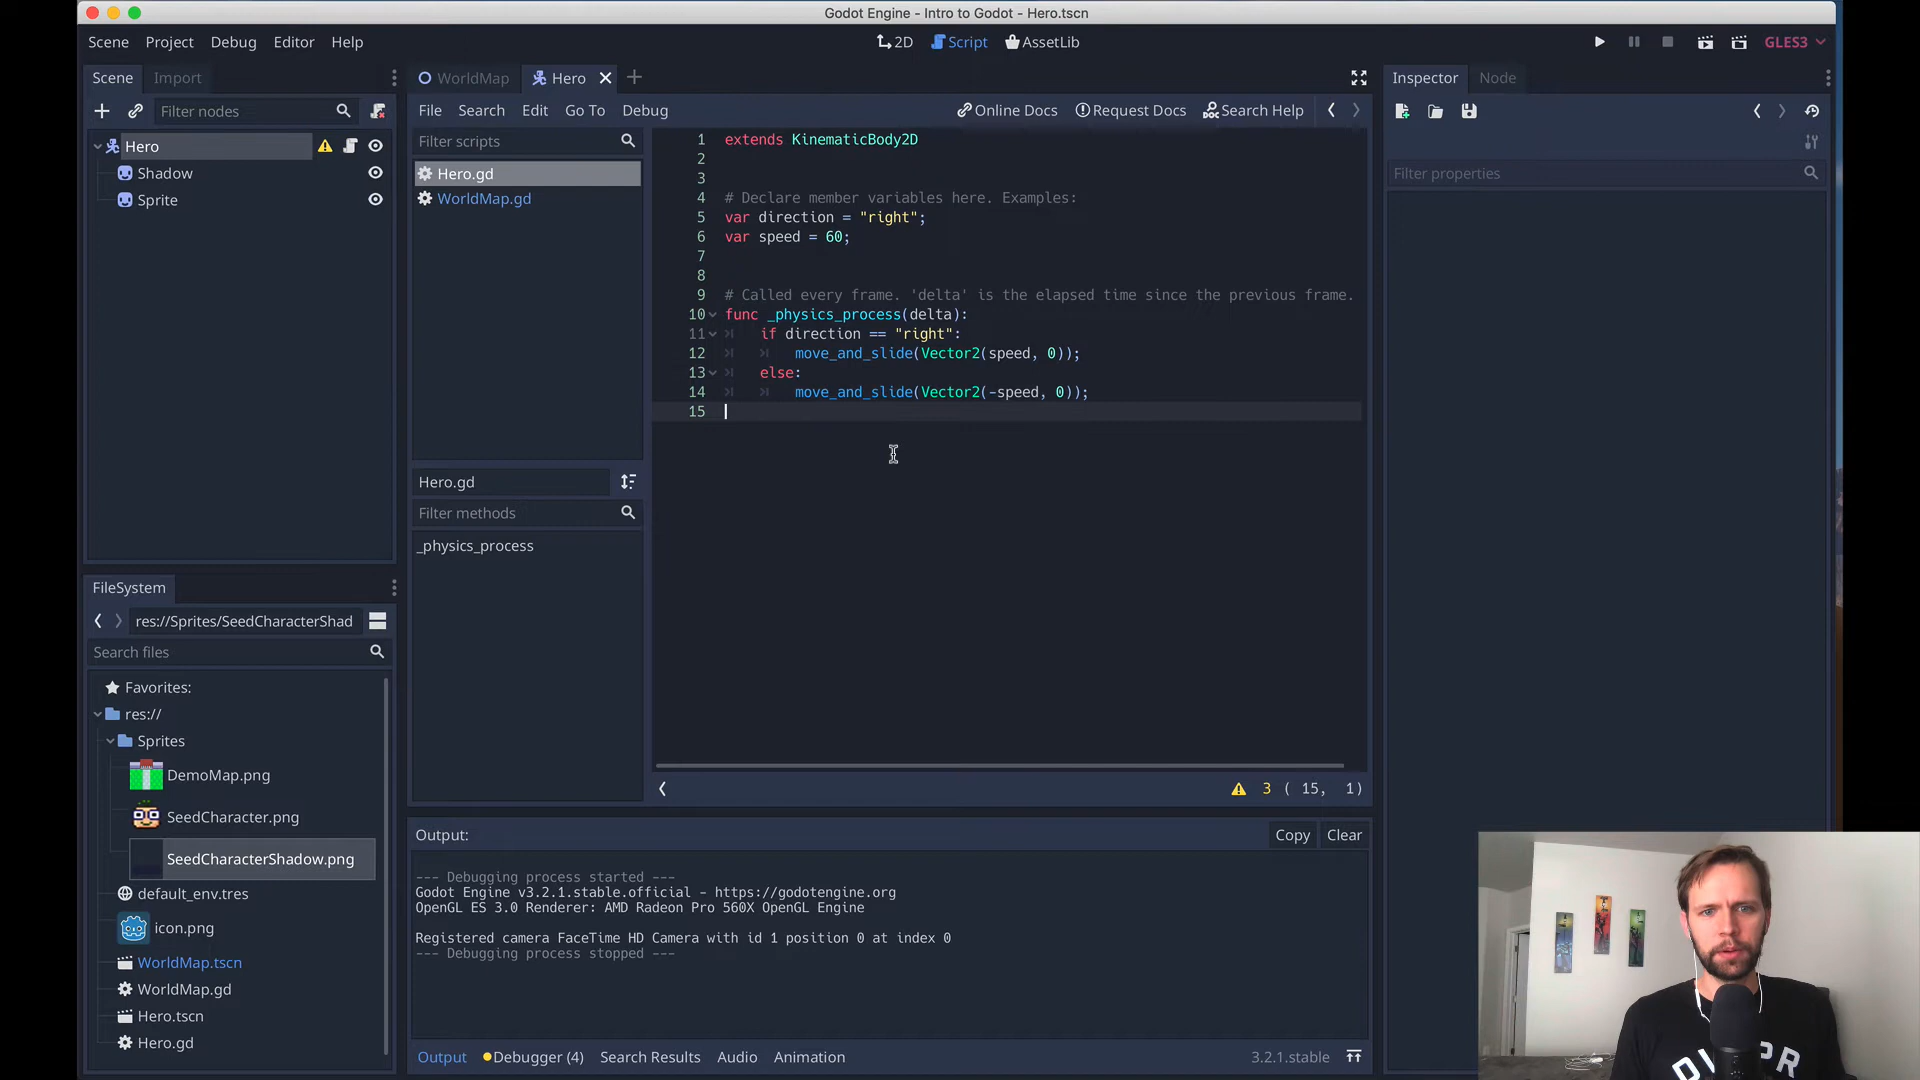 Godot Engine - Intro to Godot - Hero.tscn
Scene Project Debug Editor Help
2D Script AssetLib
GLES3
Scene Import
WorldMap Hero
Inspector Node
Filter nodes
File Search Edit Go To Debug
Online Docs Request Docs Search Help
Filter properties
Hero
Shadow
Sprite
Filter scripts
Hero.gd
WorldMap.gd
Hero.gd
Filter methods
_physics_process
1 extends KinematicBody2D
2
3
4 # Declare member variables here. Examples:
5 var direction = "right";
6 var speed = 60;
7
8
9 # Called every frame. 'delta' is the elapsed time since the previous frame.
10 func _physics_process(delta):
11 if direction == "right":
12 move_and_slide(Vector2(speed, 0));
13 else:
14 move_and_slide(Vector2(-speed, 0));
15
3 ( 15, 1)
FileSystem
res://Sprites/SeedCharacterShad
Search files
Favorites:
res://
Sprites
DemoMap.png
SeedCharacter.png
SeedCharacterShadow.png
default_env.tres
icon.png
WorldMap.tscn
WorldMap.gd
Hero.tscn
Hero.gd
Output: Copy Clear
--- Debugging process started ---
Godot Engine v3.2.1.stable.official - https://godotengine.org
OpenGL ES 3.0 Renderer: AMD Radeon Pro 560X OpenGL Engine
Registered camera FaceTime HD Camera with id 1 position 0 at index 0
--- Debugging process stopped ---
Output Debugger (4) Search Results Audio Animation
3.2.1.stable